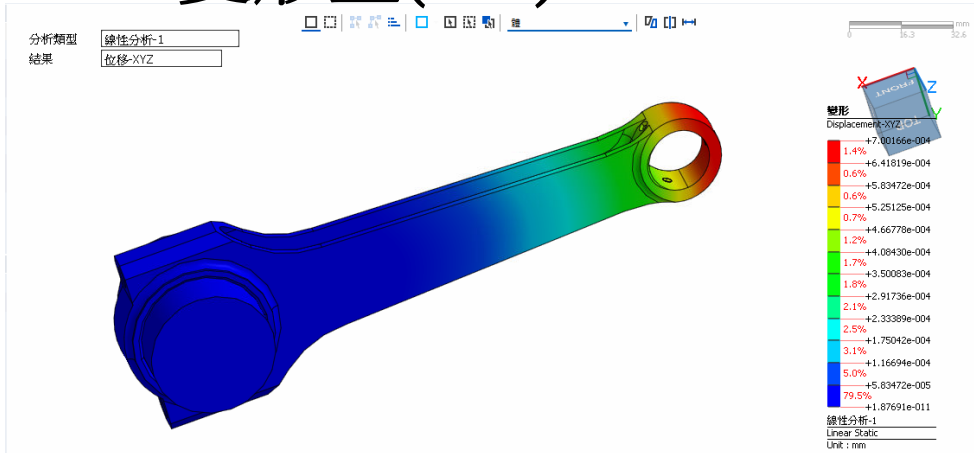 分析類型 線性分析-1
結果 位移-XYZ
雜
mm
0 16.3 32.6
X
Z
Y
FRONT
TOP
變形
Displacement-XYZ
+7.00166e-004
1.4%
+6.41819e-004
0.6%
+5.83472e-004
0.6%
+5.25125e-004
0.7%
+4.66778e-004
1.2%
+4.08430e-004
1.7%
+3.50083e-004
1.8%
+2.91736e-004
2.1%
+2.33389e-004
2.5%
+1.75042e-004
3.1%
+1.16694e-004
5.0%
+5.83472e-005
79.5%
+1.87691e-011
線性分析-1
Linear Static
Unit : mm